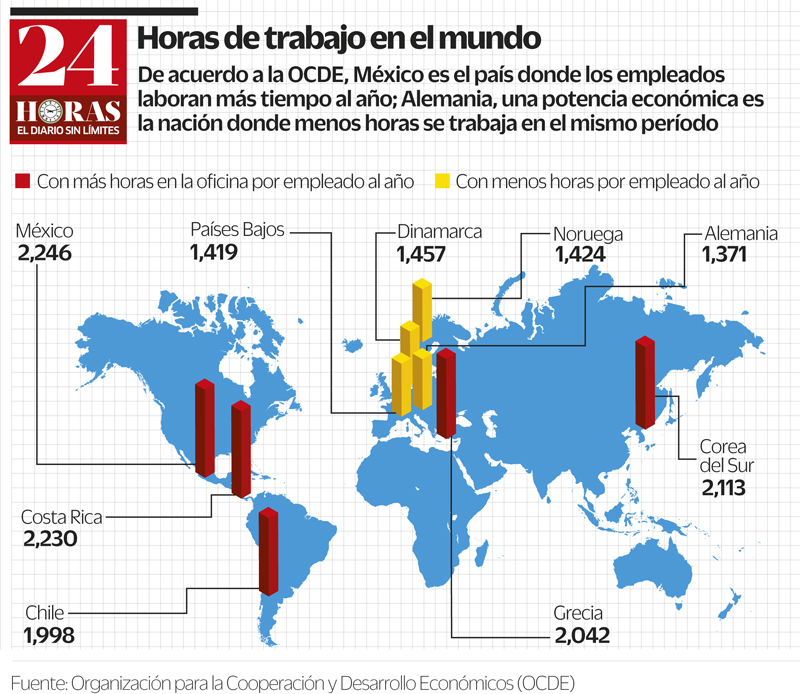 24
HORAS
EL DIARIO SIN LÍMITES
Horas de trabajo en el mundo
De acuerdo a la OCDE, México es el país donde los empleados
laboran más tiempo al año; Alemania, una potencia económica es
la nación donde menos horas se trabaja en el mismo período
Con más horas en la oficina por empleado al año
Con menos horas por empleado al año
México
2,246
Países Bajos
1,419
Dinamarca
1,457
Noruega
1,424
Alemania
1,371
Corea
del Sur
2,113
Costa Rica
2,230
Chile
1,998
Grecia
2,042
Fuente: Organización para la Cooperación y Desarrollo Económicos (OCDE)